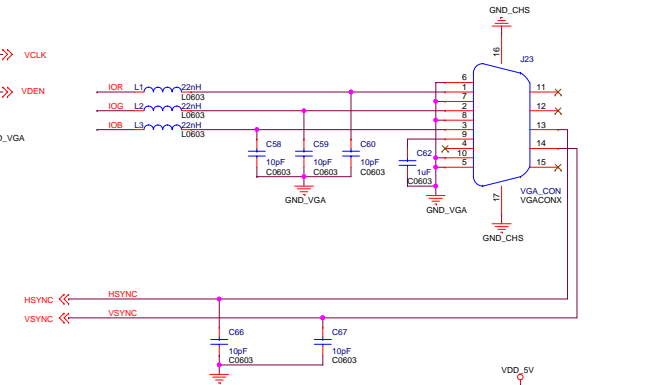 GND_CHS
16
J23
VCLK
VDEN
IOR L1 22nH
L0603
IOG L2 22nH
L0603
IOB L3 22nH
L0603
D_VGA
6
1
7
2
8
3
9
4
10
5
11
12
13
14
15
C58
10pF
C0603
C59
10pF
C0603
C60
10pF
C0603
C62
1uF
C0603
GND_VGA
GND_VGA
17
VGA_CON
VGACONX
GND_CHS
HSYNC HSYNC
VSYNC VSYNC
C66
10pF
C0603
C67
10pF
C0603
VDD_5V